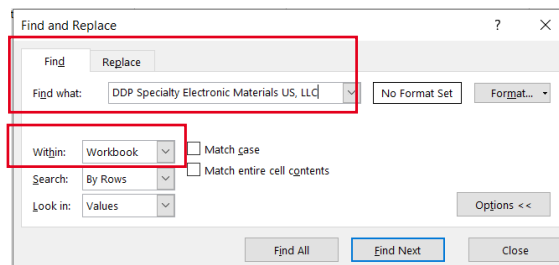 Find and Replace ? X
Find Replace
Find what: DDP Specialty Electronic Materials US, LLC No Format Set Format...
Within: Workbook Match case
Match entire cell contents
Search: By Rows
Look in: Values Options <<
Find All Find Next Close